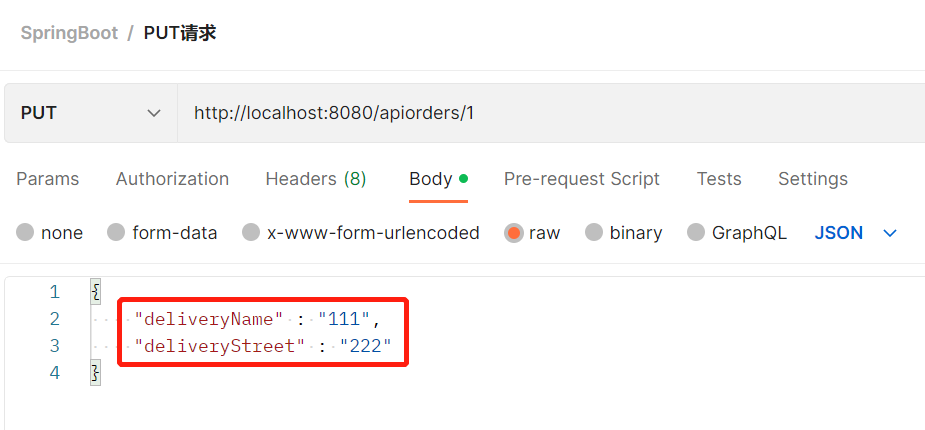 SpringBoot / PUT请求
PUT http://localhost:8080/apiorders/1
Params Authorization Headers (8) Body Pre-request Script Tests Settings
none form-data x-www-form-urlencoded raw binary GraphQL JSON
1 {
2 "deliveryName" : "111",
3 "deliveryStreet" : "222"
4 }